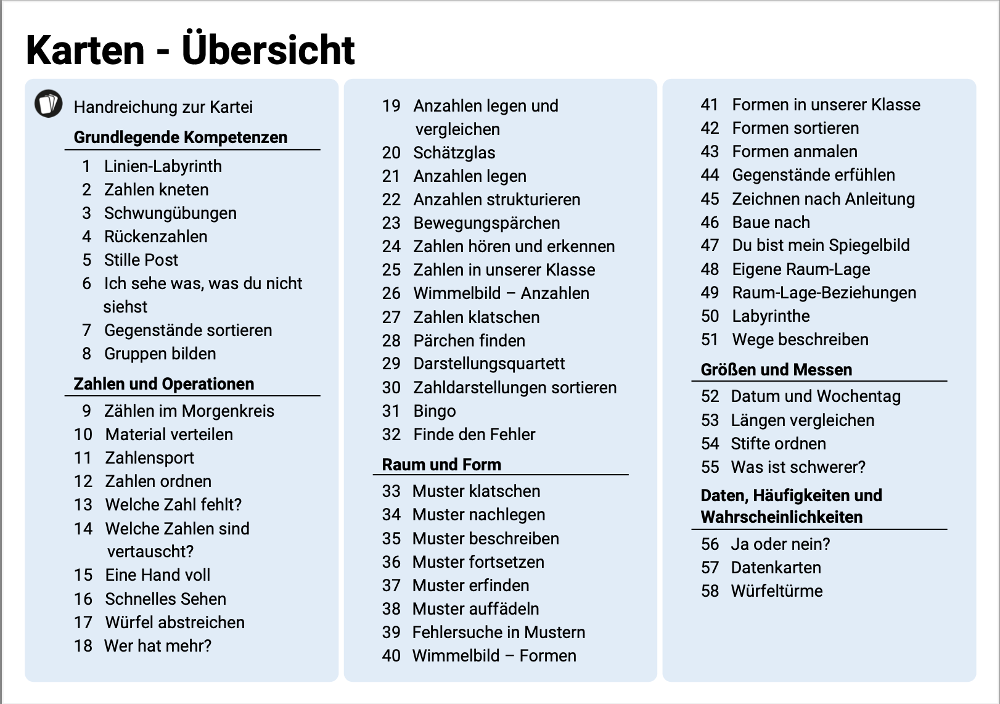 Karten - Übersicht
Handreichung zur Kartei
Grundlegende Kompetenzen
1 Linien-Labyrinth
2 Zahlen kneten
3 Schwungübungen
4 Rückenzahlen
5 Stille Post
6 Ich sehe was, was du nicht
siehst
7 Gegenstände sortieren
8 Gruppen bilden
Zahlen und Operationen
9 Zählen im Morgenkreis
10 Material verteilen
11 Zahlensport
12 Zahlen ordnen
13 Welche Zahl fehlt?
14 Welche Zahlen sind
vertauscht?
15 Eine Hand voll
16 Schnelles Sehen
17 Würfel abstreichen
18 Wer hat mehr?
19 Anzahlen legen und
vergleichen
20 Schätzglas
21 Anzahlen legen
22 Anzahlen strukturieren
23 Bewegungspärchen
24 Zahlen hören und erkennen
25 Zahlen in unserer Klasse
26 Wimmelbild – Anzahlen
27 Zahlen klatschen
28 Pärchen finden
29 Darstellungsquartett
30 Zahldarstellungen sortieren
31 Bingo
32 Finde den Fehler
Raum und Form
33 Muster klatschen
34 Muster nachlegen
35 Muster beschreiben
36 Muster fortsetzen
37 Muster erfinden
38 Muster auffädeln
39 Fehlersuche in Mustern
40 Wimmelbild – Formen
41 Formen in unserer Klasse
42 Formen sortieren
43 Formen anmalen
44 Gegenstände erfühlen
45 Zeichnen nach Anleitung
46 Baue nach
47 Du bist mein Spiegelbild
48 Eigene Raum-Lage
49 Raum-Lage-Beziehungen
50 Labyrinthe
51 Wege beschreiben
Größen und Messen
52 Datum und Wochentag
53 Längen vergleichen
54 Stifte ordnen
55 Was ist schwerer?
Daten, Häufigkeiten und
Wahrscheinlichkeiten
56 Ja oder nein?
57 Datenkarten
58 Würfeltürme